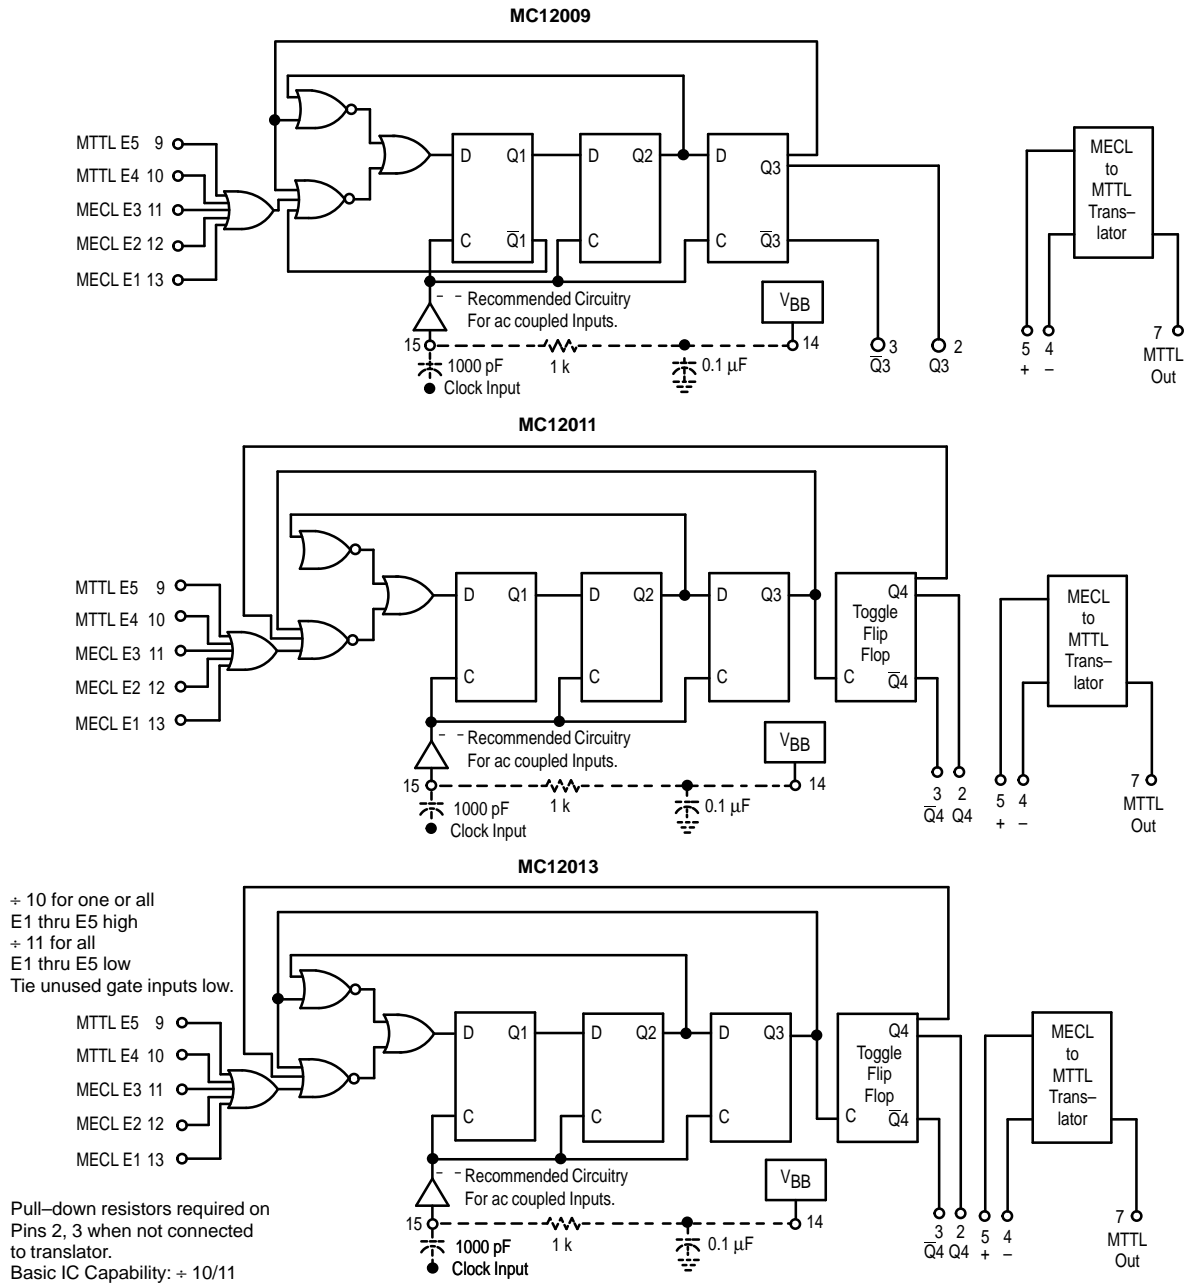 MC12009
MTTL E5 9
MTTL E4 10
MECL E3 11
MECL E2 12
MECL E1 13
D Q1
C Q̅1
D Q2
C
D Q3
C Q̅3
MECL
to
MTTL
Trans–
lator
Recommended Circuitry
For ac coupled Inputs.
VBB
15
1000 pF
Clock Input
1 k
0.1 µF
14
3
Q̅3
2
Q3
5
+
4
–
7
MTTL
Out
MC12011
MTTL E5 9
MTTL E4 10
MECL E3 11
MECL E2 12
MECL E1 13
D Q1
C
D Q2
C
D Q3
C
Q4
Toggle
Flip
Flop
C Q̅4
MECL
to
MTTL
Trans–
lator
Recommended Circuitry
For ac coupled Inputs.
VBB
15
1000 pF
Clock Input
1 k
0.1 µF
14
3
Q̅4
2
Q4
5
+
4
–
7
MTTL
Out
MC12013
÷ 10 for one or all
E1 thru E5 high
÷ 11 for all
E1 thru E5 low
Tie unused gate inputs low.
MTTL E5 9
MTTL E4 10
MECL E3 11
MECL E2 12
MECL E1 13
D Q1
C
D Q2
C
D Q3
C
Q4
Toggle
Flip
Flop
C Q̅4
MECL
to
MTTL
Trans–
lator
Recommended Circuitry
For ac coupled Inputs.
VBB
15
1000 pF
Clock Input
1 k
0.1 µF
14
3
Q̅4
2
Q4
5
+
4
–
7
MTTL
Out
Pull–down resistors required on
Pins 2, 3 when not connected
to translator.
Basic IC Capability: ÷ 10/11